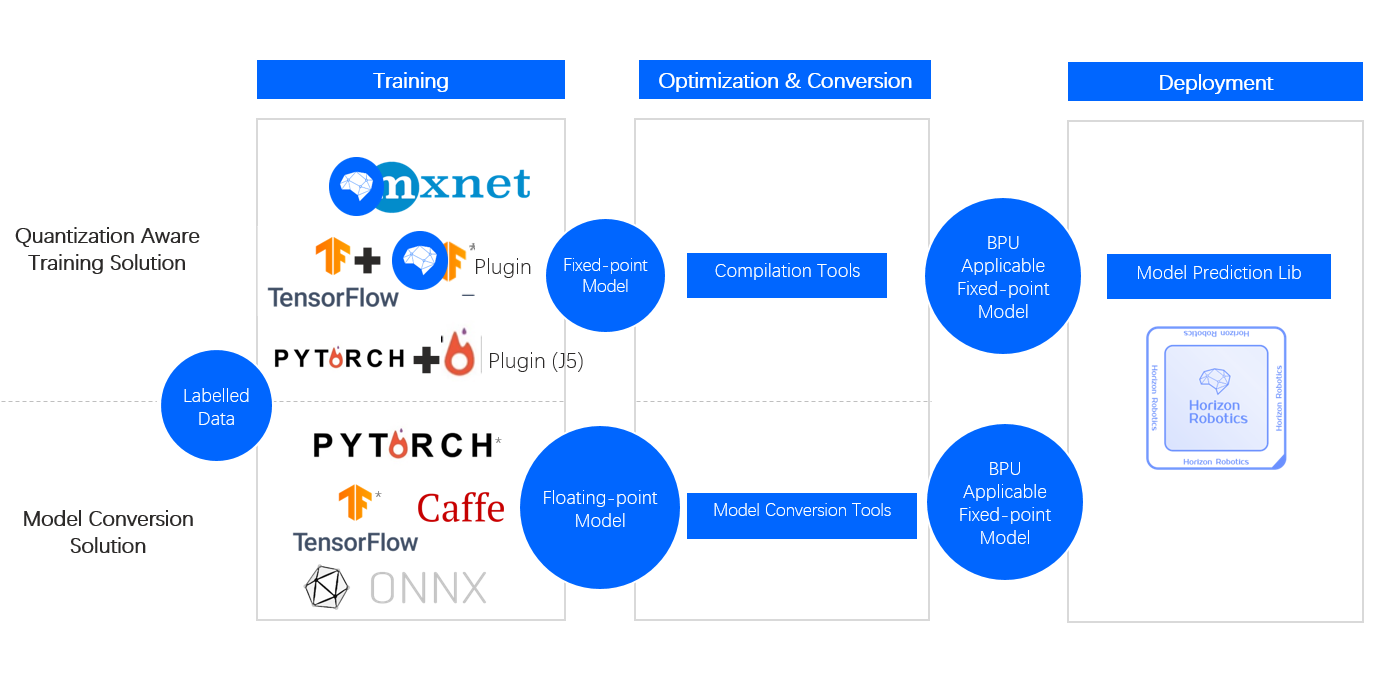 Training
Optimization & Conversion
Deployment
Quantization Aware
Training Solution
mxnet
TensorFlow
* Plugin
PYTORCH
Plugin (J5)
Fixed-point
Model
Compilation Tools
BPU
Applicable
Fixed-point
Model
Model Prediction Lib
Horizon Robotics
Horizon Robotics
Horizon
Robotics
Horizon Robotics
Horizon Robotics
Labelled
Data
Model Conversion
Solution
PYTORCH*
*
TensorFlow
Caffe
ONNX
Floating-point
Model
Model Conversion Tools
BPU
Applicable
Fixed-point
Model